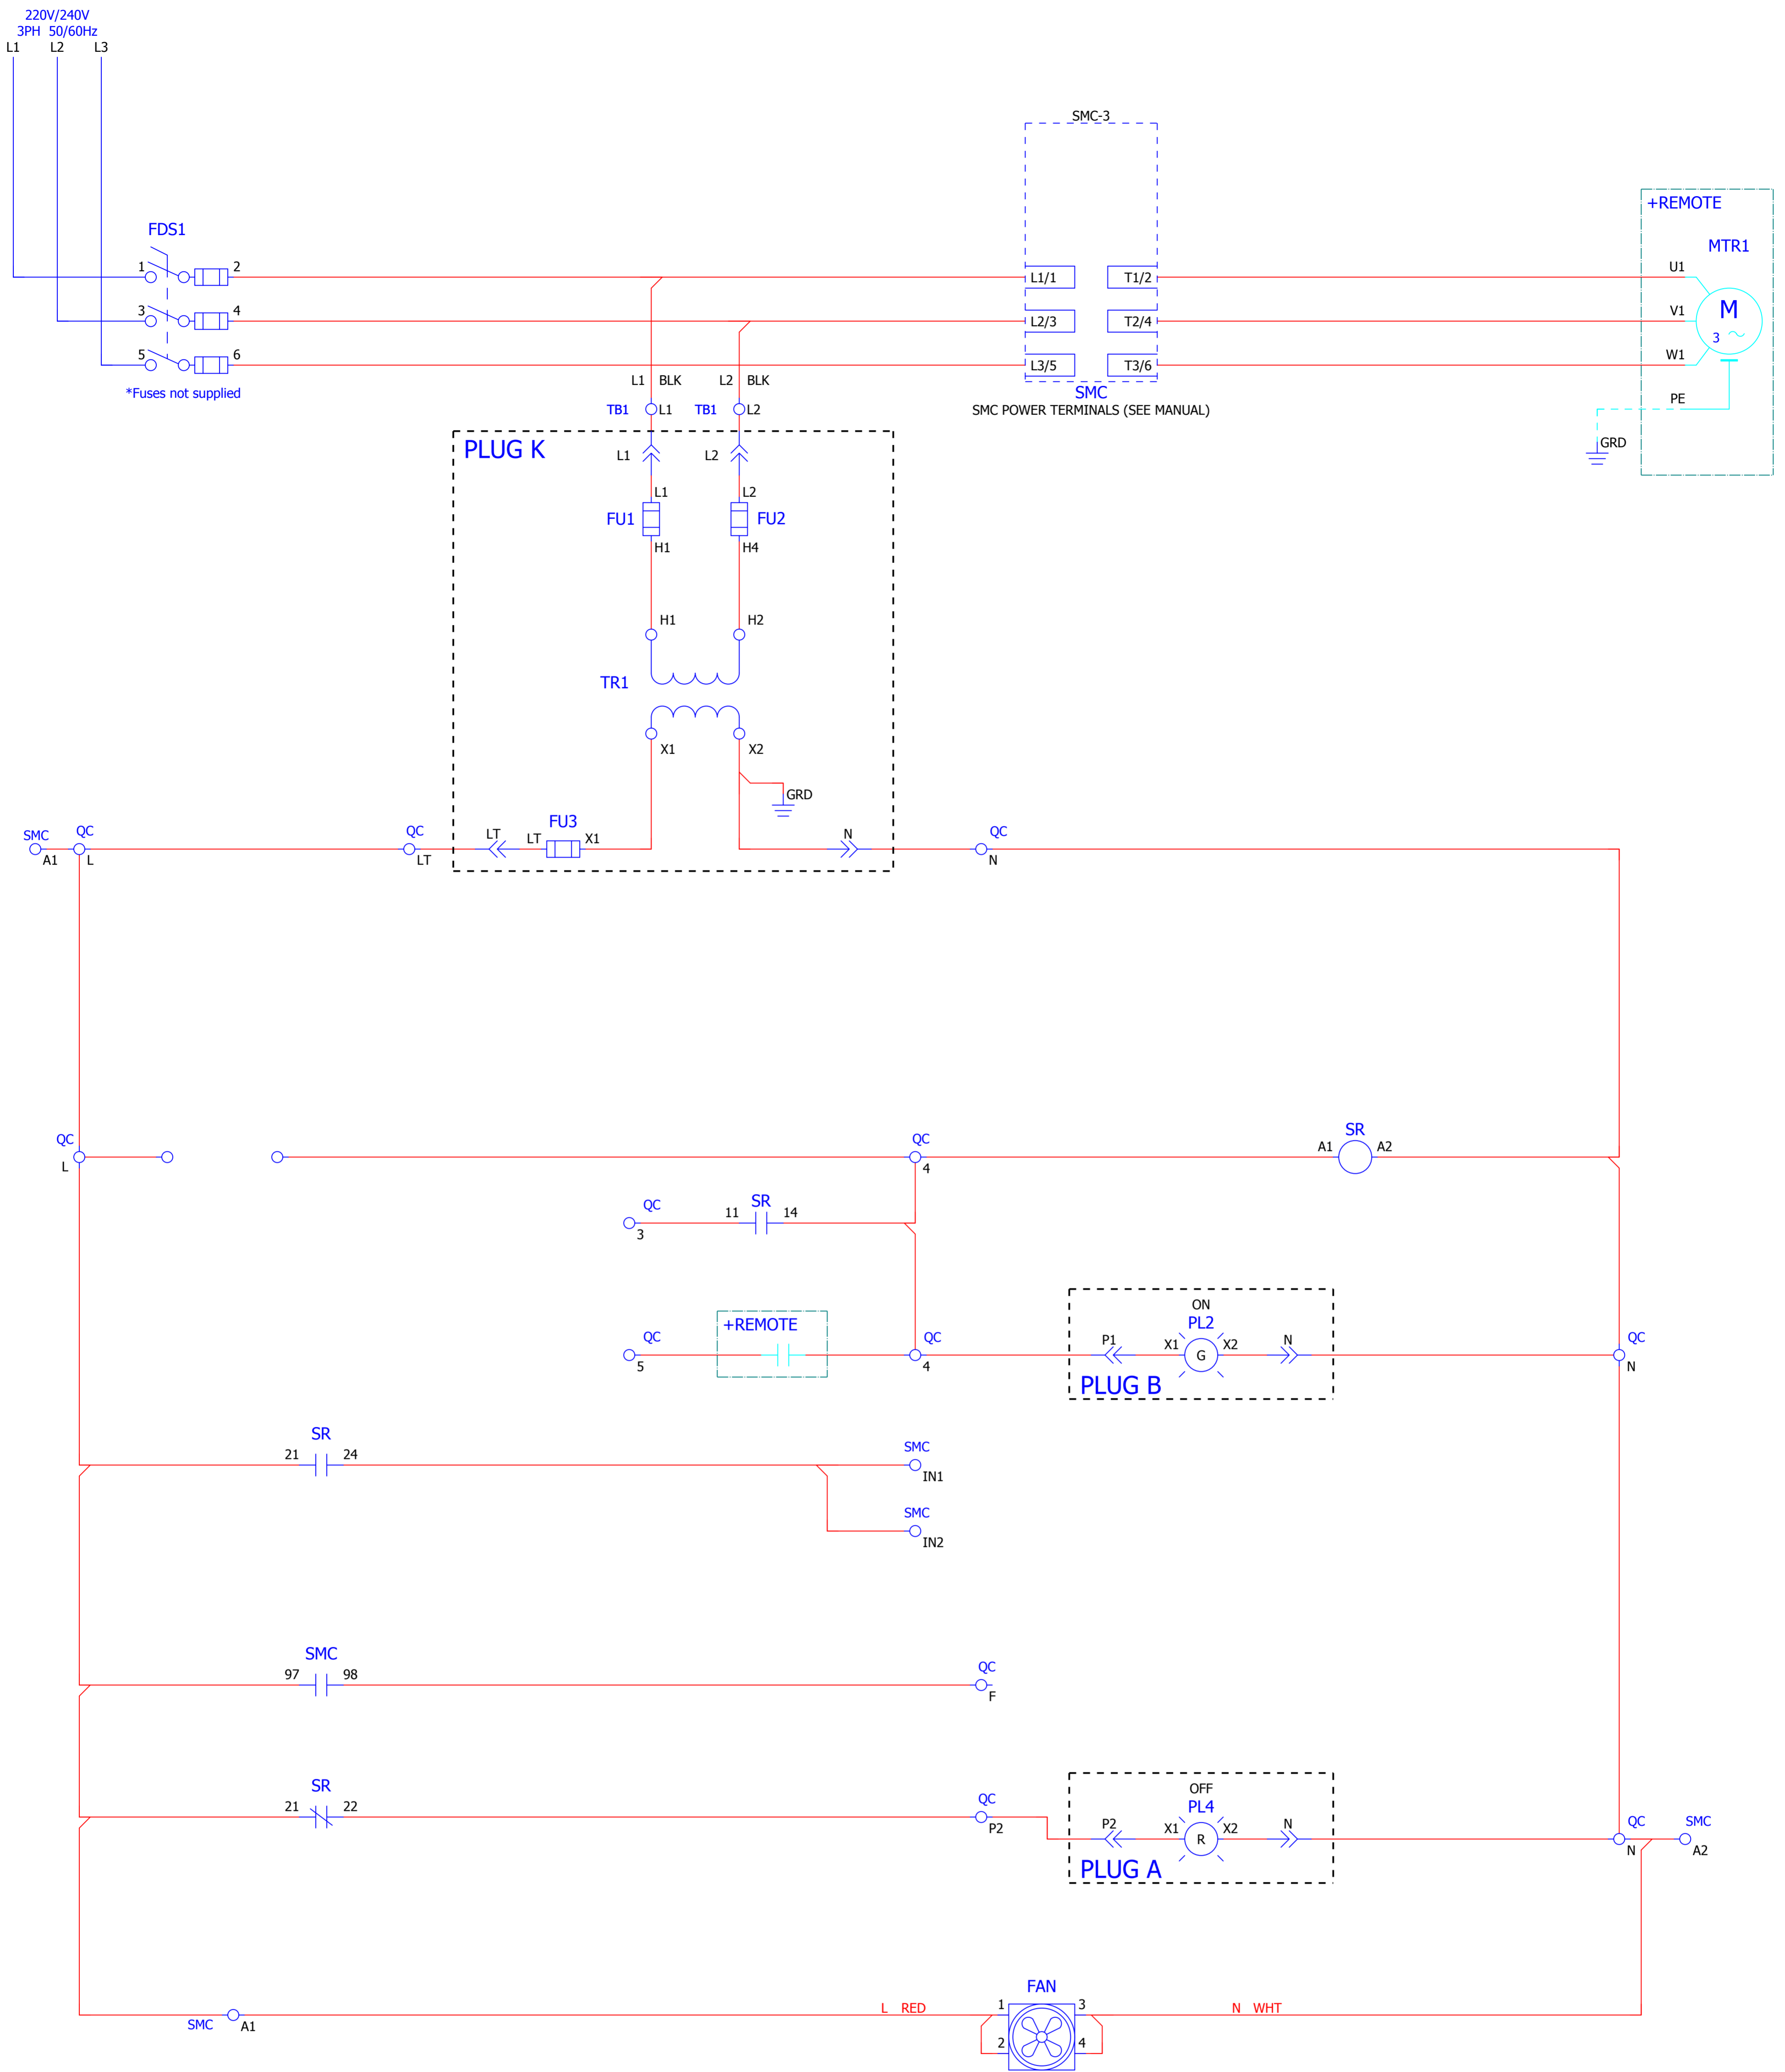 220V/240V
3PH 50/60Hz
L1 L2 L3
SMC-3
+REMOTE
FDS1
MTR1
1 2 L1/1 T1/2 U1
3 4 L2/3 T2/4 V1 M
3
5 6 L3/5 T3/6 W1
*Fuses not supplied
L1 BLK L2 BLK
SMC
PE
TB1 L1 TB1 L2
SMC POWER TERMINALS (SEE MANUAL)
GRD
PLUG K
L1 L2
L1 L2
FU1 FU2
H1 H4
H1 H2
TR1
X1 X2
GRD
FU3
SMC QC QC LT LT X1 N QC
A1 L LT N
QC QC SR
A1 A2
L 4
QC 11 SR 14
3
+REMOTE
ON
PL2
QC QC P1 X1 G X2 N QC
5 4 N
PLUG B
SR
21 24 SMC
IN1
SMC
IN2
SMC
97 98 QC
F
SR
21 22 QC
P2
OFF
PL4
P2 X1 R X2 N QC SMC
N A2
PLUG A
FAN
L RED 1 3 N WHT
SMC A1
2 4